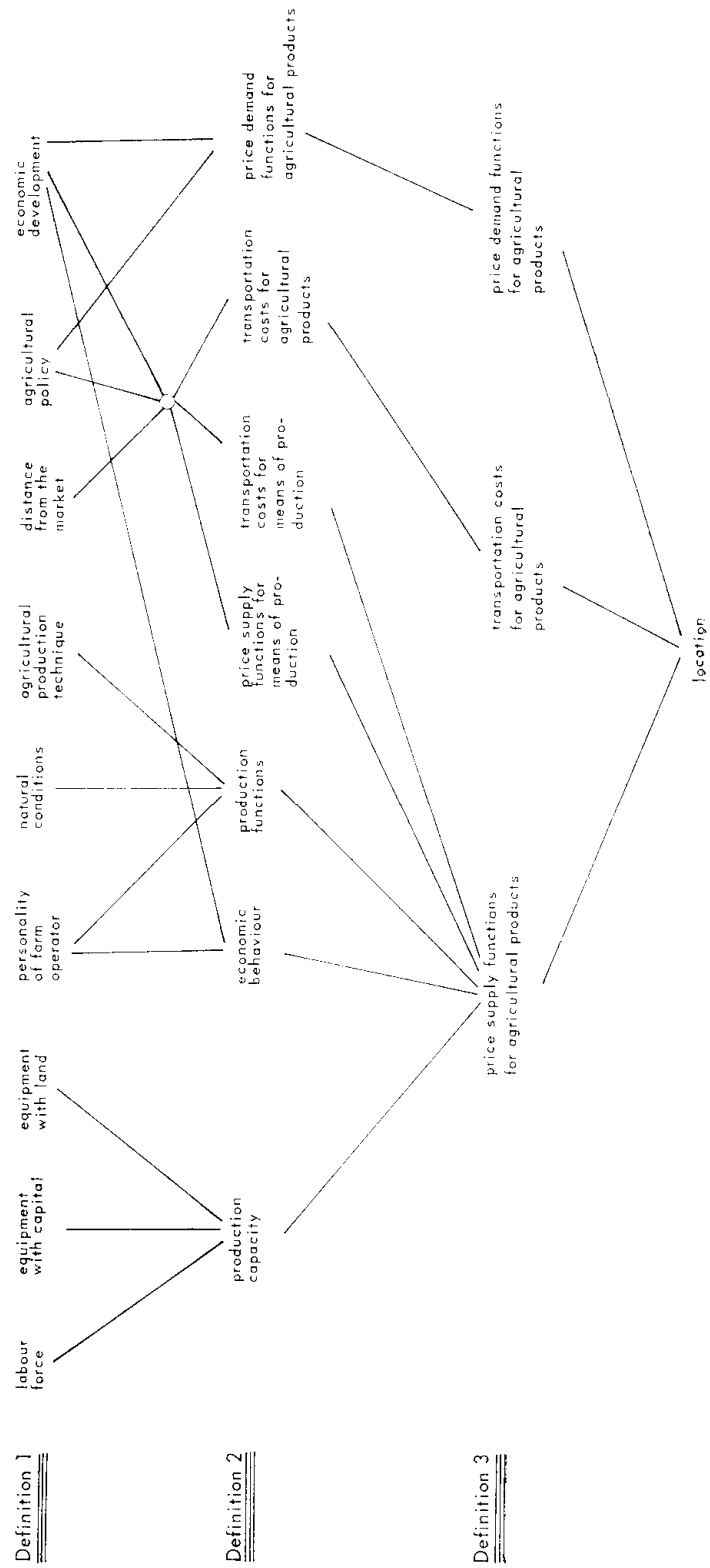 Definition 1
labour
force
equipment
with capital
equipment
with land
personality
of farm
operator
natural
conditions
agricultural
production
technique
distance
from the
market
agricultural
policy
economic
development
Definition 2
production
capacity
economic
behaviour
production
functions
price supply
functions for
means of pro-
duction
transportation
costs for
means of pro-
duction
transportation
costs for
agricultural
products
price demand
functions for
agricultural products
Definition 3
price supply functions
for agricultural products
transportation costs
for agricultural
products
price demand functions
for agricultural
products
location